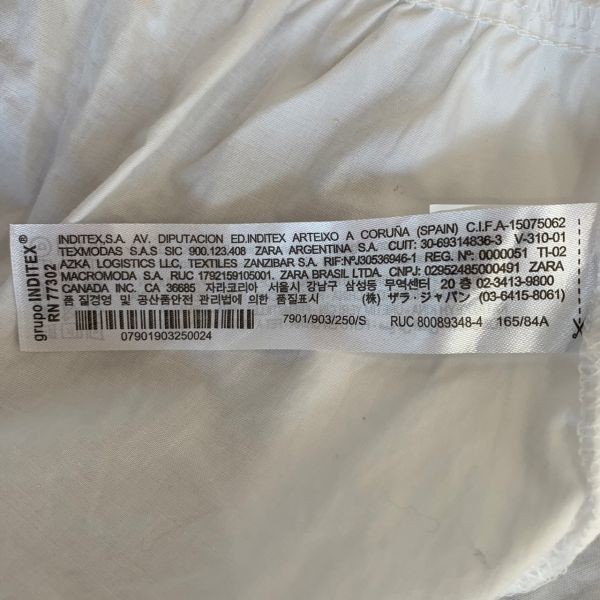 grupo INDITEX®
RN 77302
INDITEX,S.A. AV. DIPUTACION ED.INDITEX ARTEIXO A CORUÑA (SPAIN) C.I.F.A-15075062
TEXMODAS S.A.S SIC 900.123.408 ZARA ARGENTINA S.A. CUIT: 30-69314836-3 V-310-01
AZKA LOGISTICS LLC, TEXTILES ZANZIBAR S.A. RIF:NºJ30536946-1 REG. Nº: 0000051 TI-02
MACROMODA S.A. RUC 1792159105001. ZARA BRASIL LTDA. CNPJ: 02952485000491 ZARA
CANADA INC. CA 36685 자라코리아 서울시 강남구 삼성동 무역센터 20 층 02-3413-9800
품 질경영 및 공산품안전 관리법에 의한 품질표시 (株) ザラ・ジャパン (03-6415-8061)
7901/903/250/S RUC 80089348-4 165/84A
07901903250024